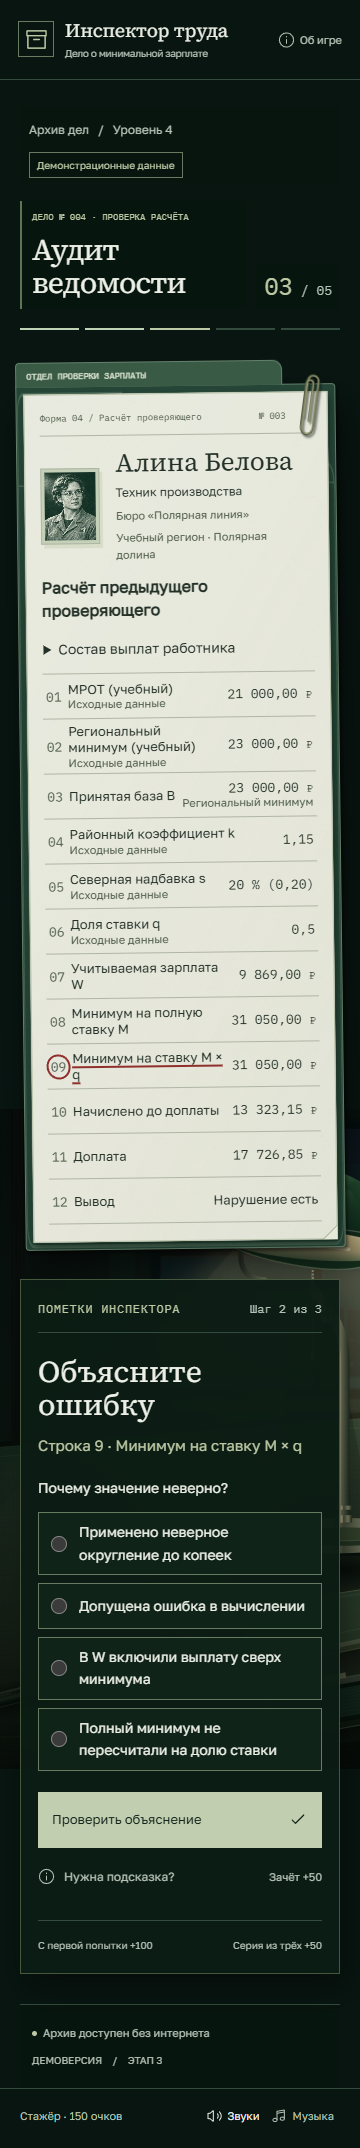 Инспектор труда
Дело о минимальной зарплате
Об игре
Архив дел / Уровень 4
Демонстрационные данные
ДЕЛО № 004 · ПРОВЕРКА РАСЧЁТА
Аудит
ведомости
03 / 05
ОТДЕЛ ПРОВЕРКИ ЗАРПЛАТЫ
Форма 04 / Расчёт проверяющего № 003
Алина Белова
Техник производства
Бюро «Полярная линия»
Учебный регион · Полярная
долина
Расчёт предыдущего
проверяющего
▶ Состав выплат работника
01 МРОТ (учебный) 21 000,00 ₽
Исходные данные
02 Региональный
минимум (учебный) 23 000,00 ₽
Исходные данные
03 Принятая база B 23 000,00 ₽
Региональный минимум
04 Районный коэффициент k 1,15
Исходные данные
05 Северная надбавка s 20 % (0,20)
Исходные данные
06 Доля ставки q 0,5
Исходные данные
07 Учитываемая зарплата
W 9 869,00 ₽
08 Минимум на полную
ставку M 31 050,00 ₽
09 Минимум на ставку M ×
q 31 050,00 ₽
10 Начислено до доплаты 13 323,15 ₽
11 Доплата 17 726,85 ₽
12 Вывод Нарушение есть
ПОМЕТКИ ИНСПЕКТОРА Шаг 2 из 3
Объясните
ошибку
Строка 9 · Минимум на ставку M × q
Почему значение неверно?
Применено неверное
округление до копеек
Допущена ошибка в вычислении
В W включили выплату сверх
минимума
Полный минимум не
пересчитали на долю ставки
Проверить объяснение
Нужна подсказка? Зачёт +50
С первой попытки +100 Серия из трёх +50
Архив доступен без интернета
ДЕМОВЕРСИЯ / ЭТАП 3
Стажёр · 150 очков Звуки Музыка